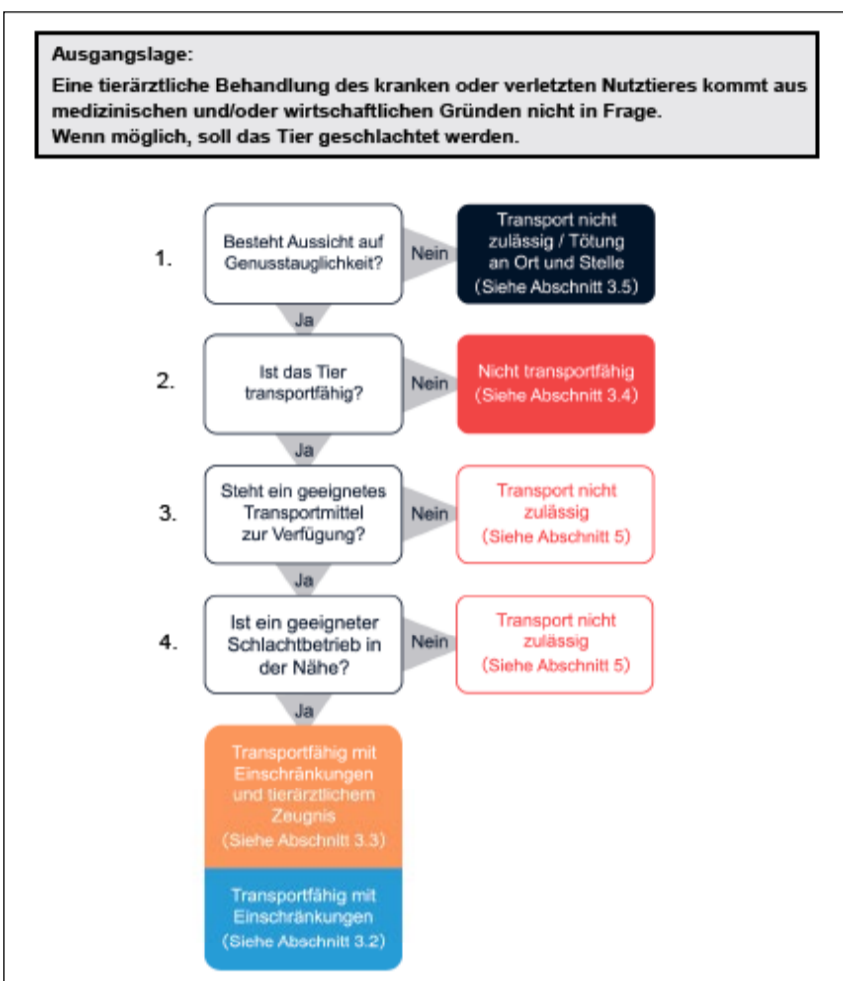 Ausgangslage:
Eine tierärztliche Behandlung des kranken oder verletzten Nutztieres kommt aus
medizinischen und/oder wirtschaftlichen Gründen nicht in Frage.
Wenn möglich, soll das Tier geschlachtet werden.
1.
Besteht Aussicht auf
Genusstauglichkeit?
Nein
Transport nicht
zulässig / Tötung
an Ort und Stelle
(Siehe Abschnitt 3.5)
Ja
2.
Ist das Tier
transportfähig?
Nein
Nicht transportfähig
(Siehe Abschnitt 3.4)
Ja
3.
Steht ein geeignetes
Transportmittel
zur Verfügung?
Nein
Transport nicht
zulässig
(Siehe Abschnitt 5)
Ja
4.
Ist ein geeigneter
Schlachtbetrieb in
der Nähe?
Nein
Transport nicht
zulässig
(Siehe Abschnitt 5)
Ja
Transportfähig mit
Einschränkungen
und tierärztlichem
Zeugnis
(Siehe Abschnitt 3.3)
Transportfähig mit
Einschränkungen
(Siehe Abschnitt 3.2)